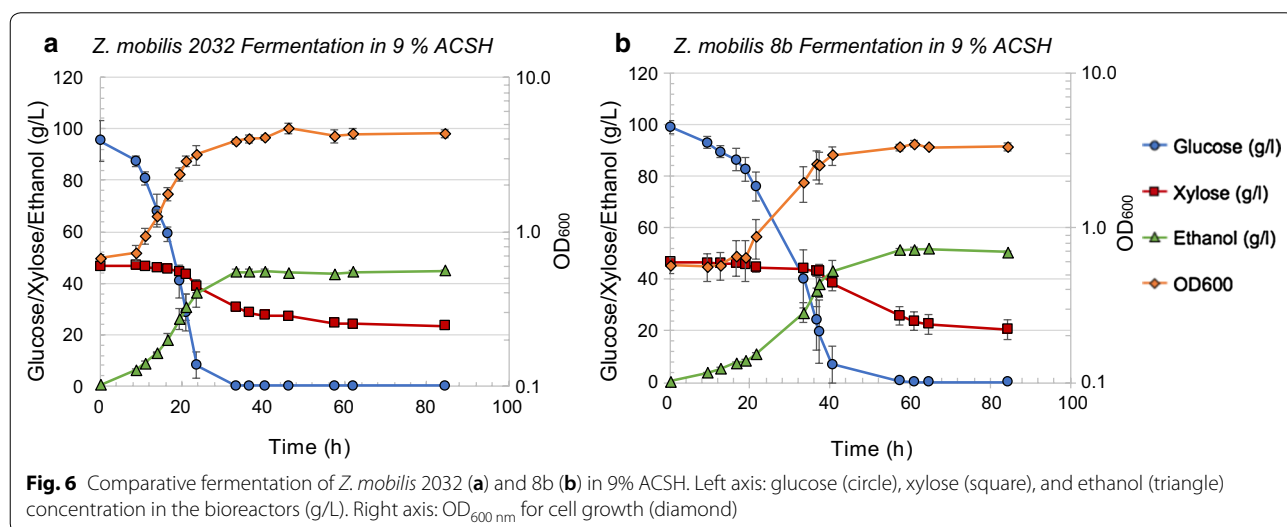 a Z. mobilis 2032 Fermentation in 9 % ACSH
Glucose/Xylose/Ethanol (g/L)
120
100
80
60
40
20
0
10.0
1.0
0.1
OD600
0
20
40
60
80
100
Time (h)
b Z. mobilis 8b Fermentation in 9 % ACSH
Glucose/Xylose/Ethanol (g/L)
120
100
80
60
40
20
0
10.0
1.0
0.1
OD600
0
20
40
60
80
100
Time (h)
Glucose (g/l)
Xylose (g/l)
Ethanol (g/l)
OD600
Fig. 6 Comparative fermentation of Z. mobilis 2032 (a) and 8b (b) in 9% ACSH. Left axis: glucose (circle), xylose (square), and ethanol (triangle)
concentration in the bioreactors (g/L). Right axis: OD600 nm for cell growth (diamond)